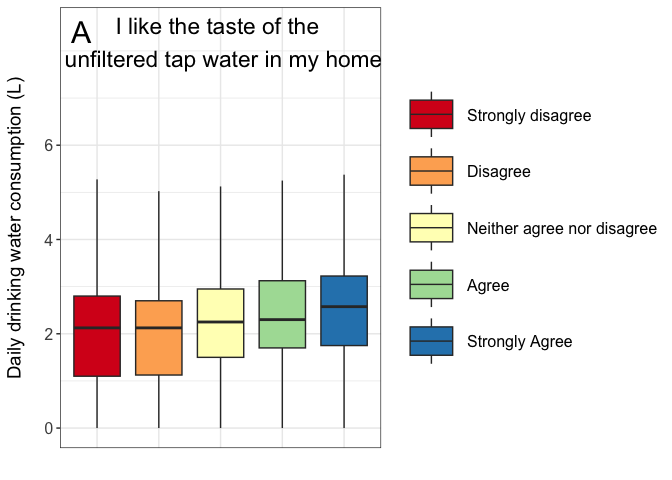 A
I like the taste of the
unfiltered tap water in my home
Daily drinking water consumption (L)
6
4
2
0
Strongly disagree
Disagree
Neither agree nor disagree
Agree
Strongly Agree